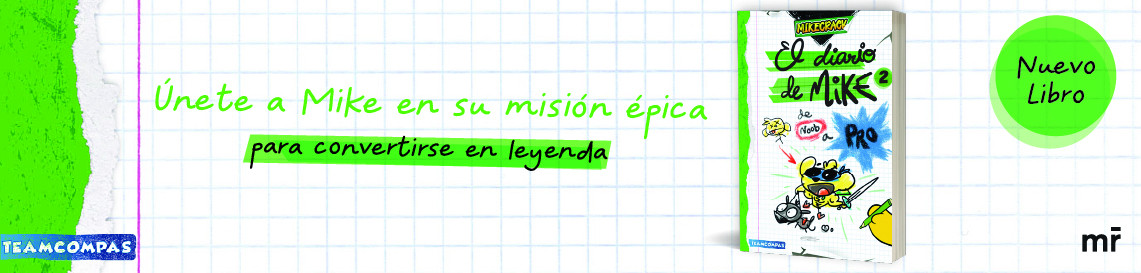 Únete a Mike en su misión épica
para convertirse en leyenda
TEAMCOMPAS
MIKECRACK
El diario
de MIKE 2
de
Noob a PRO
TEAMCOMPAS
Nuevo
Libro
mr